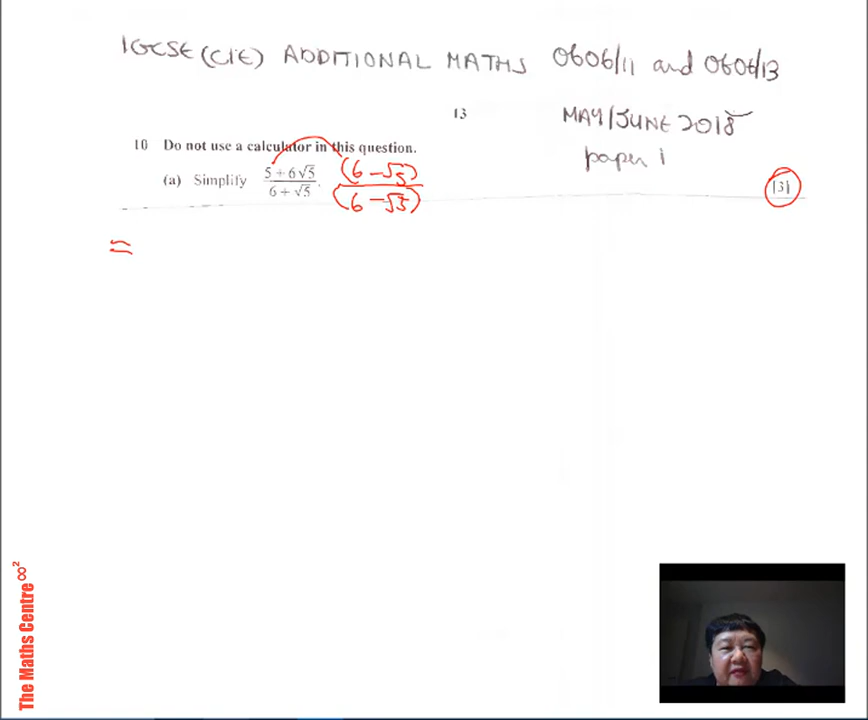 IGCSE (CIE) ADDITIONAL MATHS 0606/11 and 0606/13
13
MAY/JUNE 2018
paper 1
10 Do not use a calculator in this question.
(a) Simplify (5 + 6√5)/(6 + √5) · (6 − √5)/(6 − √5)
[3]
=
The Maths Centre ∞²